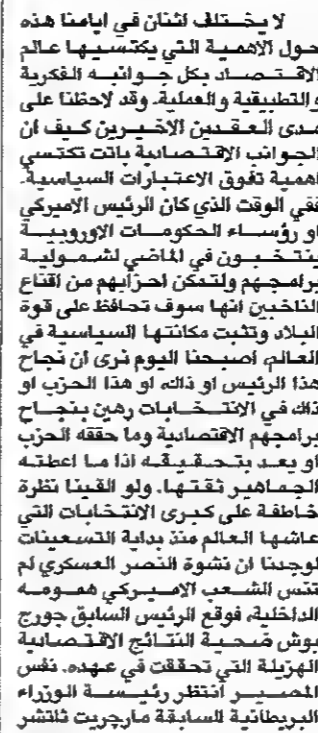 لا يختلف اثنان في ايامنا هذه
حول الاهمية التي يكتسيها عالم
الاقتصاد بكل جوانبه الفكرية
والتطبيقية والعملية. وقد لاحظنا على
مدى العقدين الاخيرين كيف ان
الجوانب الاقتصادية باتت تكتسي
اهمية تفوق الاعتبارات السياسية.
ففي الوقت الذي كان الرئيس الاميركي
او رؤساء الحكومات الاوروبية
ينتخبون في الماضي لشمولية
برامجهم ولتمكن احزابهم من اقناع
الناخبين انها سوف تحافظ على قوة
البلاد وتثبت مكانتها السياسية في
العالم، اصبحنا اليوم نرى ان نجاح
هذا الرئيس او ذاك، او هذا الحزب او
ذاك في الانتخابات رهين بنجاح
برامجهم الاقتصادية وما حققه الحزب
او يعد بتحقيقه اذا ما اعطته
الجماهير ثقتها. ولو القينا نظرة
خاطفة على كبرى الانتخابات التي
عاشها العالم منذ بداية التسعينات
لوجدنا ان نشوة النصر العسكري لم
تنس الشعب الاميركي همومه
الداخلية، فوقع الرئيس السابق جورج
بوش ضحية النتائج الاقتصادية
الهزيلة التي تحققت في عهده. نفس
المصير انتظر رئيسة الوزراء
البريطانية السابقة مارجريت ثاتشر